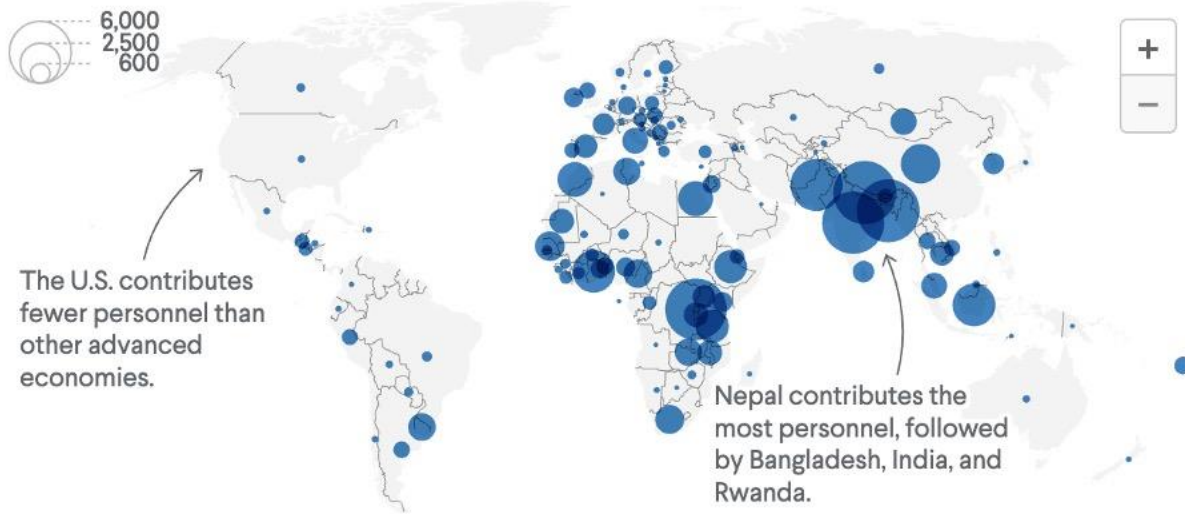 6,000
2,500
600
+
−
The U.S. contributes
fewer personnel than
other advanced
economies.
Nepal contributes the
most personnel, followed
by Bangladesh, India, and
Rwanda.